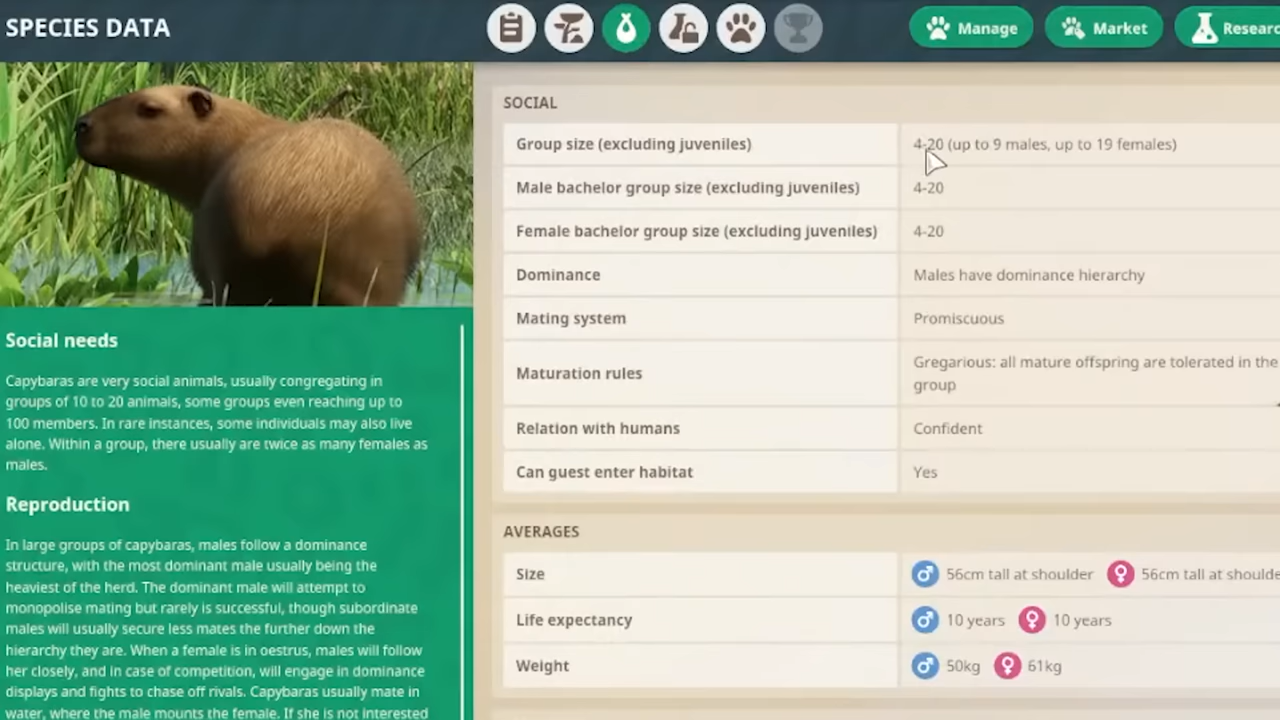 SPECIES DATA
Manage
Market
Researc
Social needs
Capybaras are very social animals, usually congregating in
groups of 10 to 20 animals, some groups even reaching up to
100 members. In rare instances, some individuals may also live
alone. Within a group, there usually are twice as many females as
males.
Reproduction
In large groups of capybaras, males follow a dominance
structure, with the most dominant male usually being the
heaviest of the herd. The dominant male will attempt to
monopolise mating but rarely is successful, though subordinate
males will usually secure less mates the further down the
hierarchy they are. When a female is in oestrus, males will follow
her closely, and in case of competition, will engage in dominance
displays and fights to chase off rivals. Capybaras usually mate in
water, where the male mounts the female. If she is not interested
SOCIAL
Group size (excluding juveniles) 4-20 (up to 9 males, up to 19 females)
Male bachelor group size (excluding juveniles) 4-20
Female bachelor group size (excluding juveniles) 4-20
Dominance Males have dominance hierarchy
Mating system Promiscuous
Maturation rules Gregarious: all mature offspring are tolerated in the
group
Relation with humans Confident
Can guest enter habitat Yes
AVERAGES
Size 56cm tall at shoulder 56cm tall at shoulde
Life expectancy 10 years 10 years
Weight 50kg 61kg